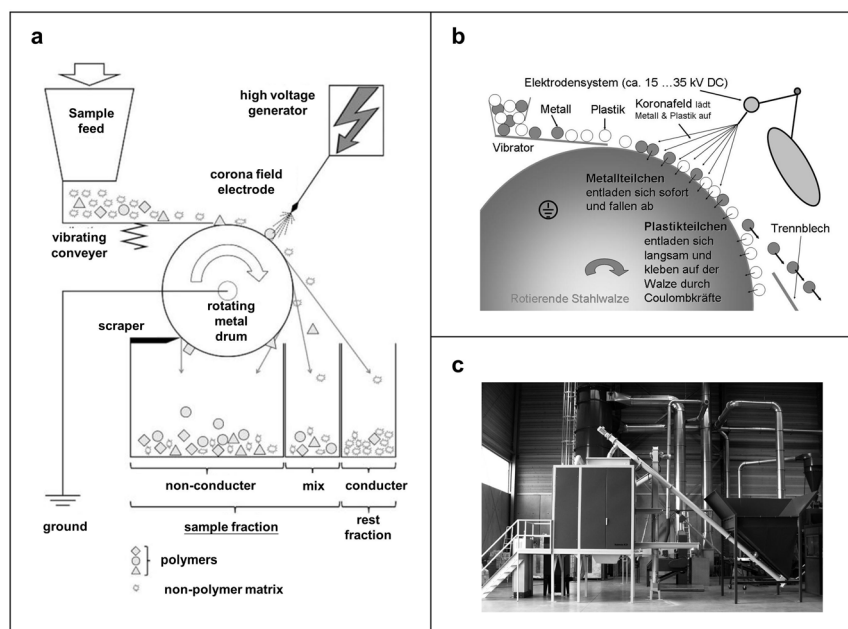 a
Sample
feed
high voltage
generator
corona field
electrode
vibrating
conveyer
rotating
metal
drum
scraper
ground
non-conducter
mix
conducter
sample fraction
rest
fraction
polymers
non-polymer matrix
b
Elektrodensystem (ca. 15 ...35 kV DC)
Metall
Plastik
Koronafeld lädt
Metall & Plastik auf
Vibrator
Metallteilchen
entladen sich sofort
und fallen ab
Plastikteilchen
entladen sich
langsam und
kleben auf der
Walze durch
Coulombkräfte
Trennblech
Rotierende Stahlwalze
c